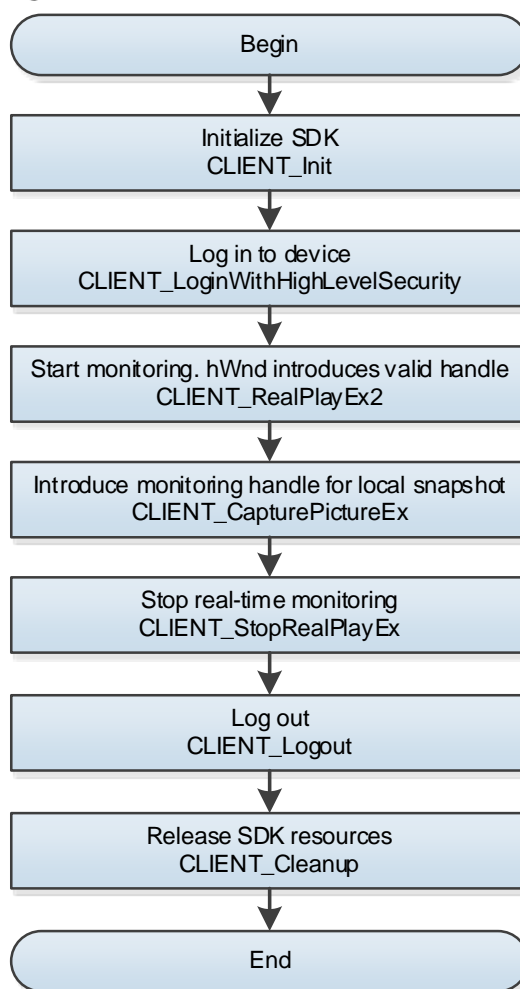 Begin
Initialize SDK
CLIENT_Init
Log in to device
CLIENT_LoginWithHighLevelSecurity
Start monitoring. hWnd introduces valid handle
CLIENT_RealPlayEx2
Introduce monitoring handle for local snapshot
CLIENT_CapturePictureEx
Stop real-time monitoring
CLIENT_StopRealPlayEx
Log out
CLIENT_Logout
Release SDK resources
CLIENT_Cleanup
End